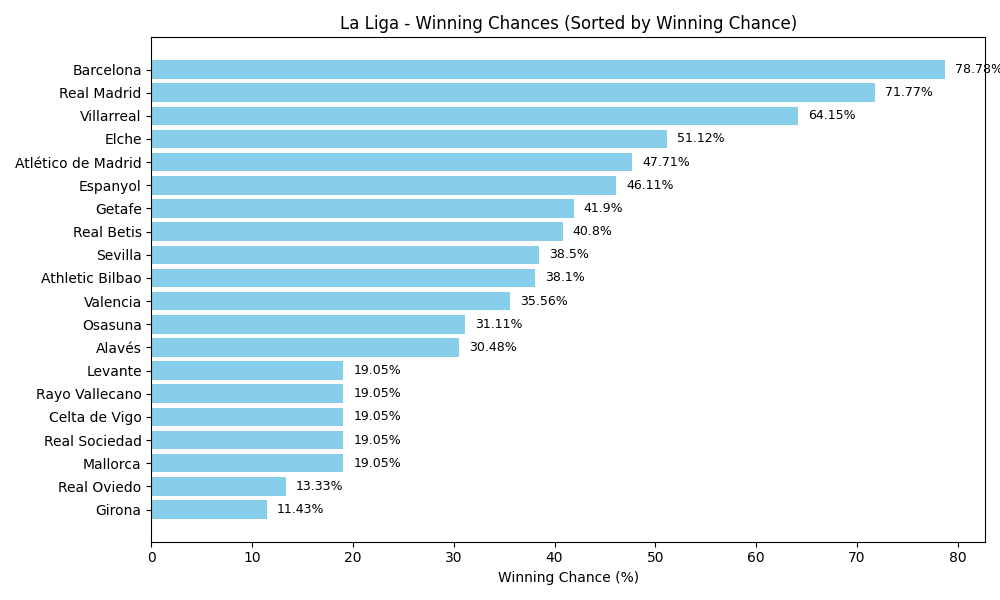 La Liga - Winning Chances (Sorted by Winning Chance)
Barcelona 78.78%
Real Madrid 71.77%
Villarreal 64.15%
Elche 51.12%
Atlético de Madrid 47.71%
Espanyol 46.11%
Getafe 41.9%
Real Betis 40.8%
Sevilla 38.5%
Athletic Bilbao 38.1%
Valencia 35.56%
Osasuna 31.11%
Alavés 30.48%
Levante 19.05%
Rayo Vallecano 19.05%
Celta de Vigo 19.05%
Real Sociedad 19.05%
Mallorca 19.05%
Real Oviedo 13.33%
Girona 11.43%
0 10 20 30 40 50 60 70 80
Winning Chance (%)